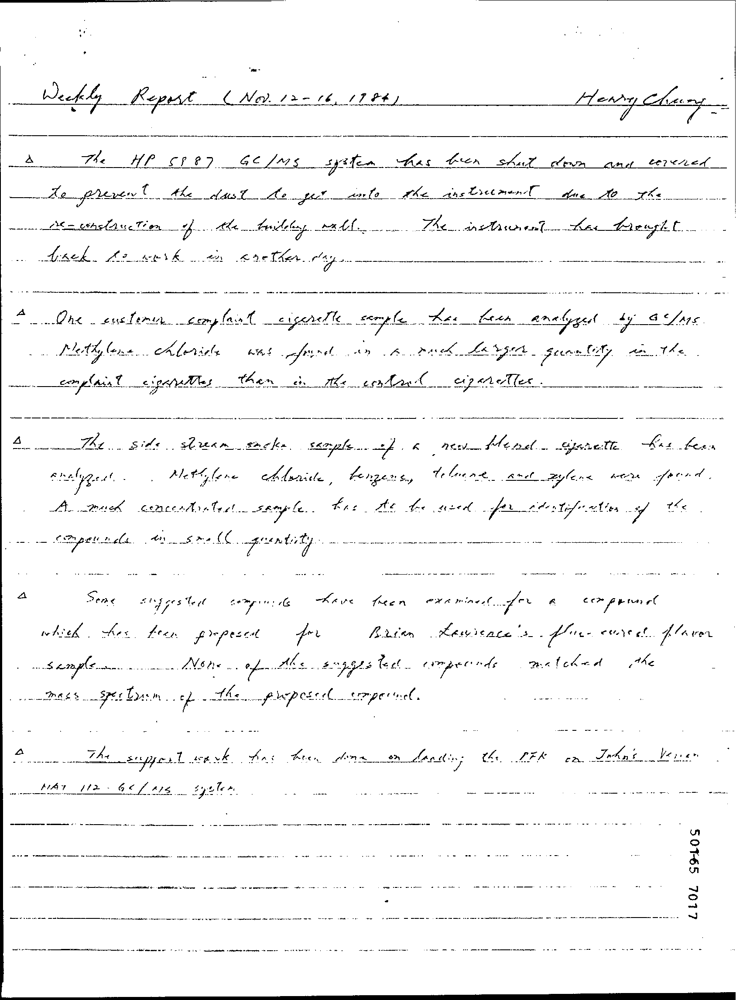 Weekly Report (Nov. 12-16, 1984) Henry Chung
Δ The HP 5987 GC/MS system has been shut down and covered
to prevent the dust to get into the instrument due to the
re-construction of the building wall. The instrument has brought
back to work in another day.
Δ One customer complaint cigarette sample has been analyzed by GC/MS.
Methylene chloride was found in a much larger quantity in the
complaint cigarettes than in the control cigarettes.
Δ The side stream smoke sample of a new blend cigarette has been
analyzed. Methylene chloride, benzene, toluene and xylene were found.
A much concentrated sample has to be used for identification of the
compounds in small quantity.
Δ Some suggested compounds have been examined for a compound
which has been proposed for Brian Lawrence's flue-cured flavor
sample. None of the suggested compounds matched the
mass spectrum of the proposed compound.
Δ The support work has been done on loading the PFK on John's Varian
MAT 112 GC/MS system
50165 7017